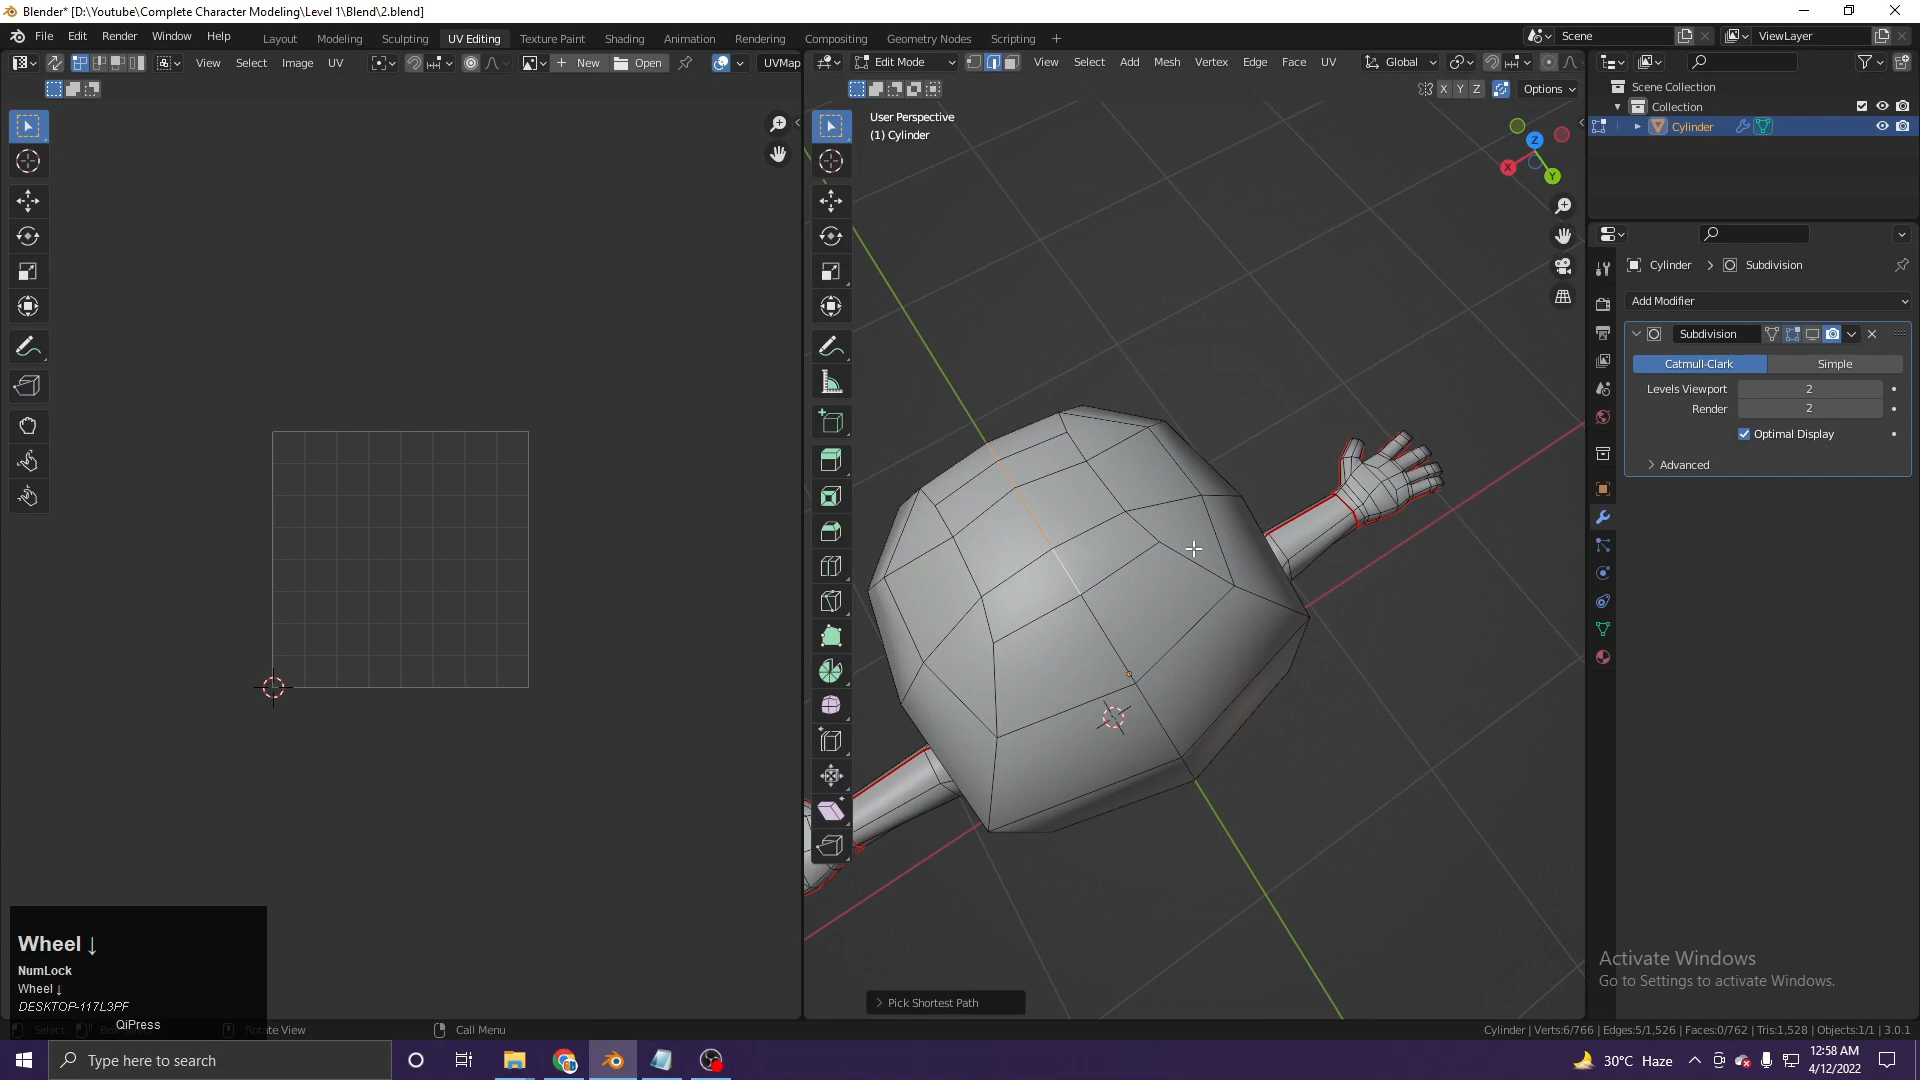 Blender* [D:\Youtube\Complete Character Modeling\Level 1\Blend\2.blend]
File Edit Render Window Help Layout Modeling Sculpting UV Editing Texture Paint Shading Animation Rendering Compositing Geometry Nodes Scripting + Scene ViewLayer
View Select Image UV New Open UVMap Edit Mode View Select Add Mesh Vertex Edge Face UV Global
X Y Z Options
User Perspective
(1) Cylinder
Scene Collection
Collection
Cylinder
Z
X
Y
Cylinder > Subdivision
Add Modifier
Subdivision
Catmull-Clark Simple
Levels Viewport 2
Render 2
Optimal Display
Advanced
Wheel ↓
NumLock
Wheel ↓
DESKTOP-117L3PF
QiPress
Select
Rotate View
Call Menu
Pick Shortest Path
Activate Windows
Go to Settings to activate Windows.
Cylinder | Verts:6/766 | Edges:5/1,526 | Faces:0/762 | Tris:1,528 | Objects:1/1 | 3.0.1
Type here to search
30°C Haze
12:58 AM
4/12/2022